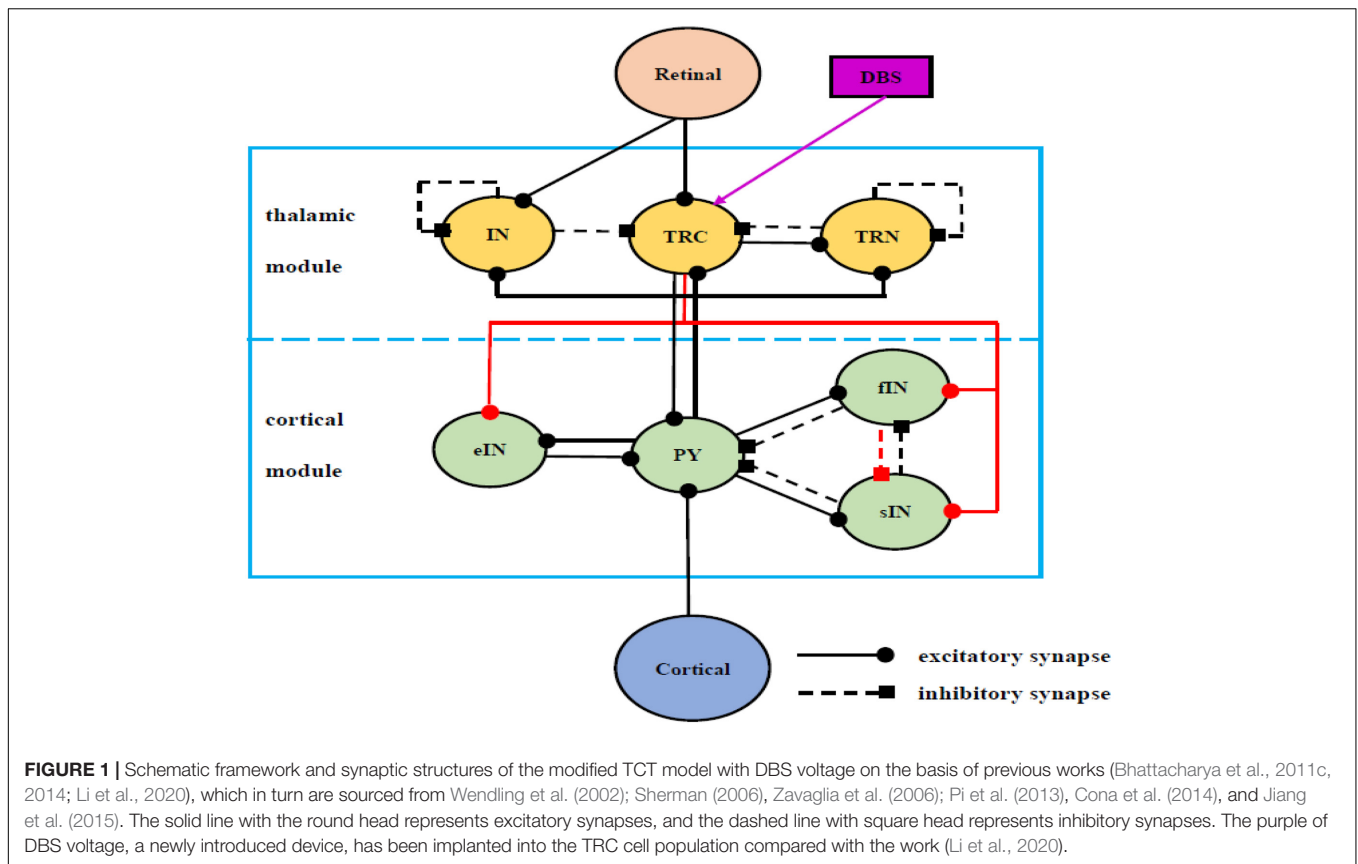 Retinal
DBS
thalamic
module
IN
TRC
TRN
cortical
module
eIN
PY
fIN
sIN
Cortical
excitatory synapse
inhibitory synapse
FIGURE 1 | Schematic framework and synaptic structures of the modified TCT model with DBS voltage on the basis of previous works (Bhattacharya et al., 2011c,
2014; Li et al., 2020), which in turn are sourced from Wendling et al. (2002); Sherman (2006), Zavaglia et al. (2006); Pi et al. (2013), Cona et al. (2014), and Jiang
et al. (2015). The solid line with the round head represents excitatory synapses, and the dashed line with square head represents inhibitory synapses. The purple of
DBS voltage, a newly introduced device, has been implanted into the TRC cell population compared with the work (Li et al., 2020).